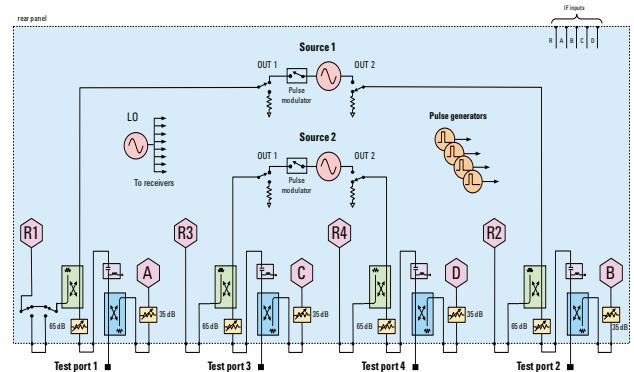 IF inputs
rear panel
R A B C D
Source 1
OUT 1
OUT 2
Pulse
modulator
LO
To receivers
Pulse generators
Source 2
OUT 1
OUT 2
Pulse
modulator
R1
A
R3
C
R4
D
R2
B
65 dB
35 dB
65 dB
35 dB
65 dB
35 dB
65 dB
35 dB
Test port 1
Test port 3
Test port 4
Test port 2